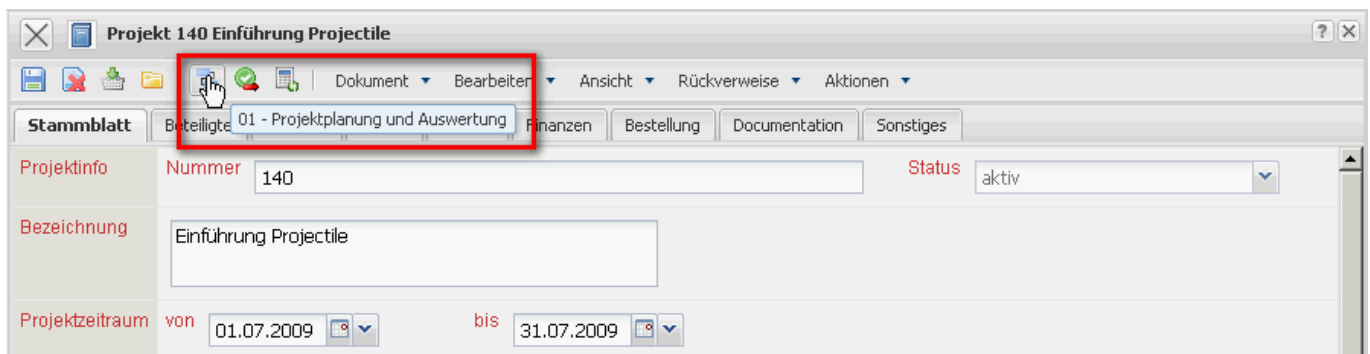 Projekt 140 Einführung Projectile
Dokument Bearbeiten Ansicht Rückverweise Aktionen
01 - Projektplanung und Auswertung
Stammblatt Finanzen Bestellung Documentation Sonstiges
Projektinfo Nummer 140 Status aktiv
Bezeichnung Einführung Projectile
Projektzeitraum von 01.07.2009 bis 31.07.2009